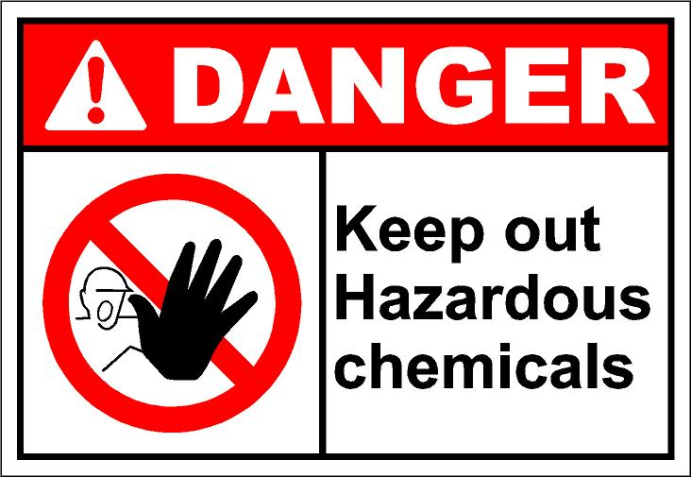 DANGER
Keep out
Hazardous
chemicals